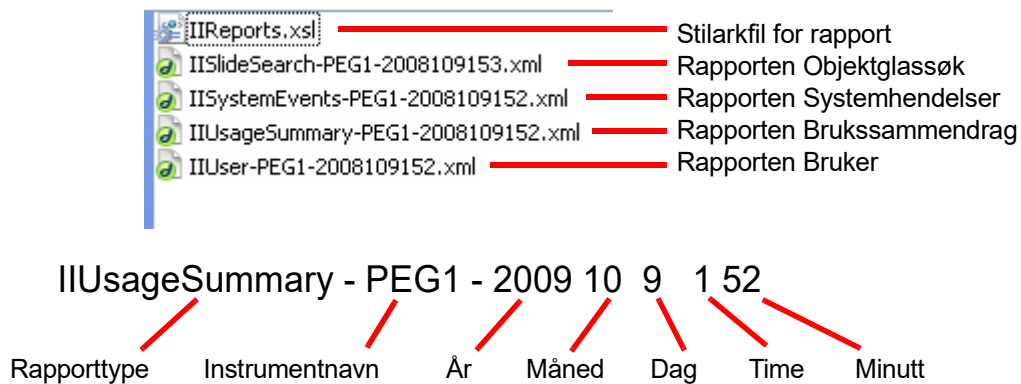 IIReports.xsl Stilarkfil for rapport
IISlideSearch-PEG1-2008109153.xml Rapporten Objektglassøk
IISystemEvents-PEG1-2008109152.xml Rapporten Systemhendelser
IIUsageSummary-PEG1-2008109152.xml Rapporten Brukssammendrag
IIUser-PEG1-2008109152.xml Rapporten Bruker
IIUsageSummary - PEG1 - 2009 10 9 1 52
Rapporttype Instrumentnavn År Måned Dag Time Minutt